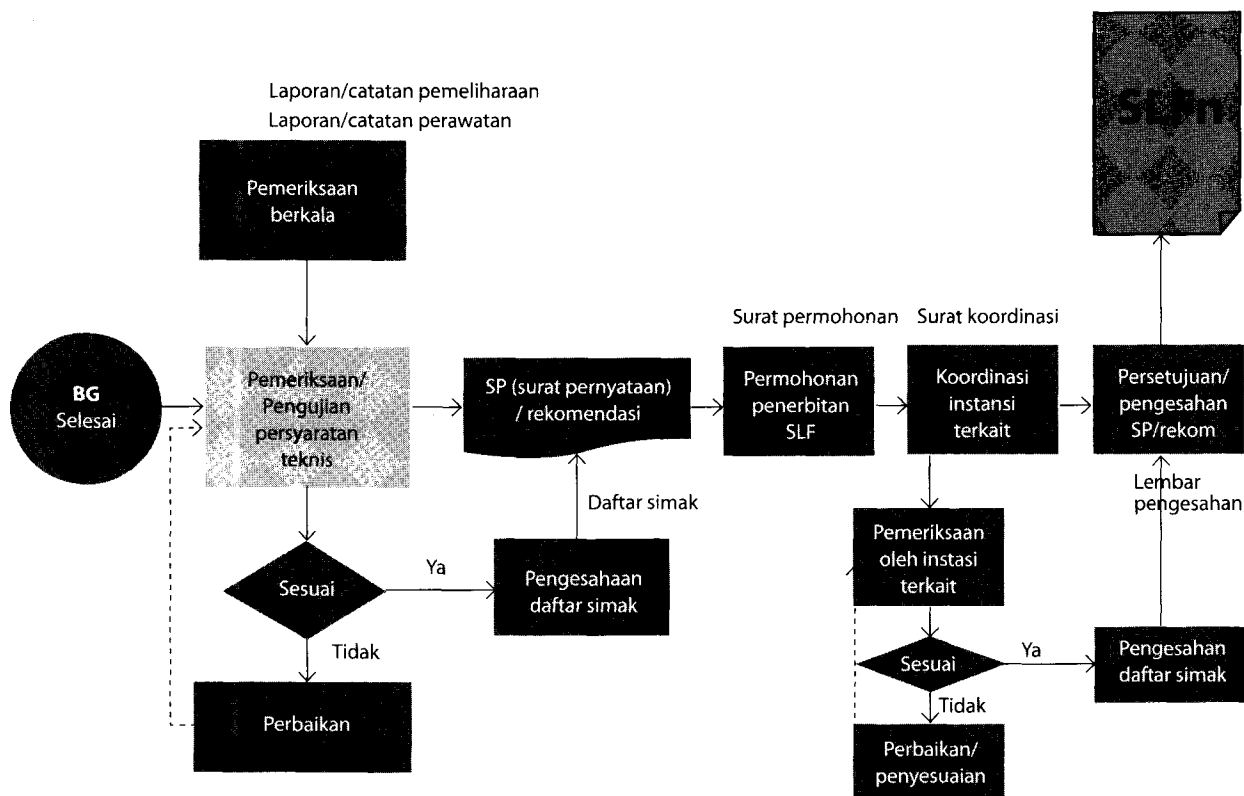 SLFn
Laporan/catatan pemeliharaan
Laporan/catatan perawatan
Pemeriksaan
berkala
Surat permohonan
Surat koordinasi
BG
Selesai
Pemeriksaan/
Pengujian
persyaratan
teknis
SP (surat pernyataan)
/ rekomendasi
Permohonan
penerbitan
SLF
Koordinasi
instansi
terkait
Persetujuan/
pengesahan
SP/rekom
Lembar
pengesahan
Daftar simak
Sesuai
Ya
Pengesahaan
daftar simak
Tidak
Perbaikan
Pemeriksaan
oleh instasi
terkait
Sesuai
Ya
Pengesahan
daftar simak
Tidak
Perbaikan/
penyesuaian